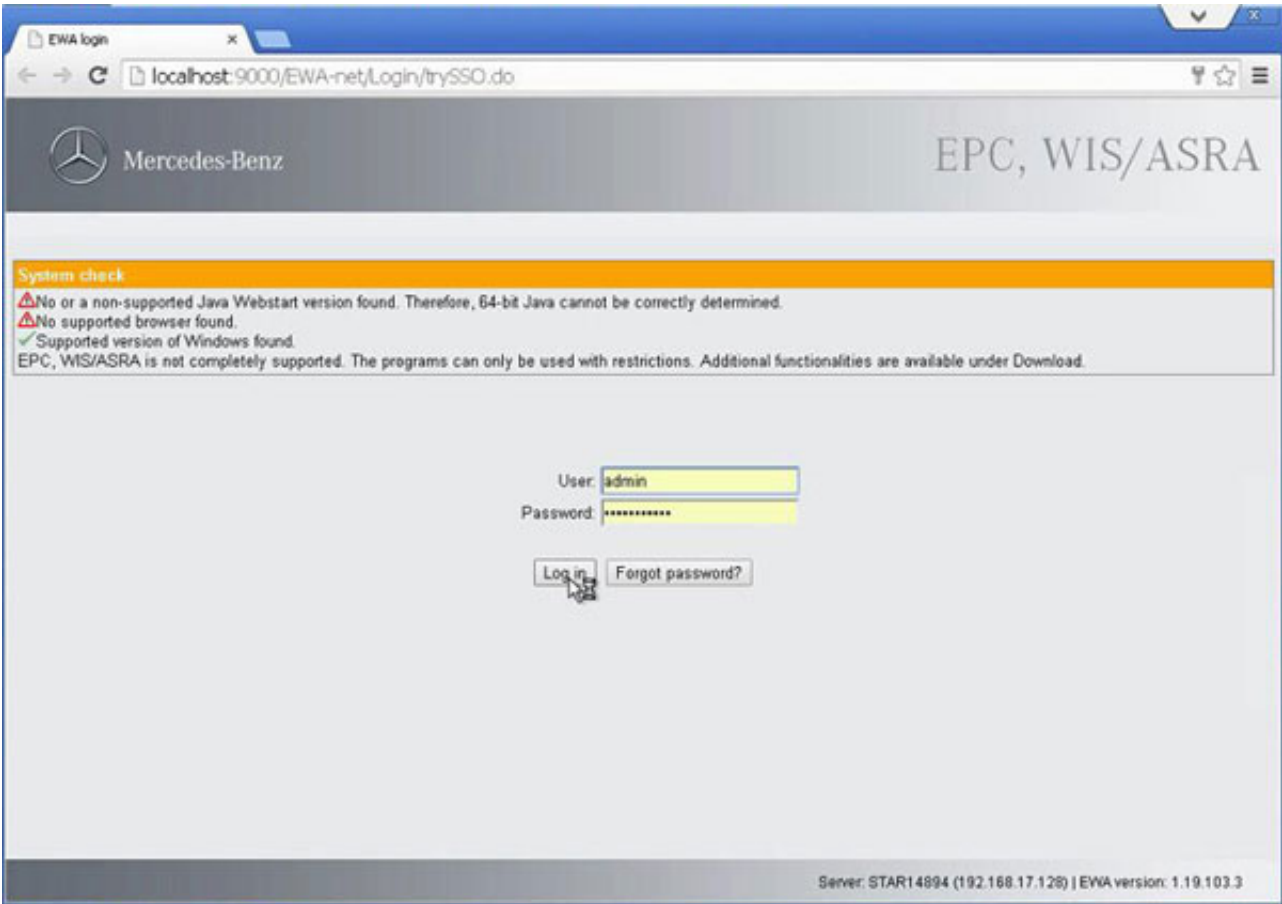 EWA login
localhost:9000/EWA-net/Login/trySSO.do
Mercedes-Benz
EPC, WIS/ASRA
System check
No or a non-supported Java Webstart version found. Therefore, 64-bit Java cannot be correctly determined.
No supported browser found.
Supported version of Windows found.
EPC, WIS/ASRA is not completely supported. The programs can only be used with restrictions. Additional functionalities are available under Download.
User: admin
Password: •••••••••••
Log in Forgot password?
Server: STAR14894 (192.168.17.128) | EWA version: 1.19.103.3